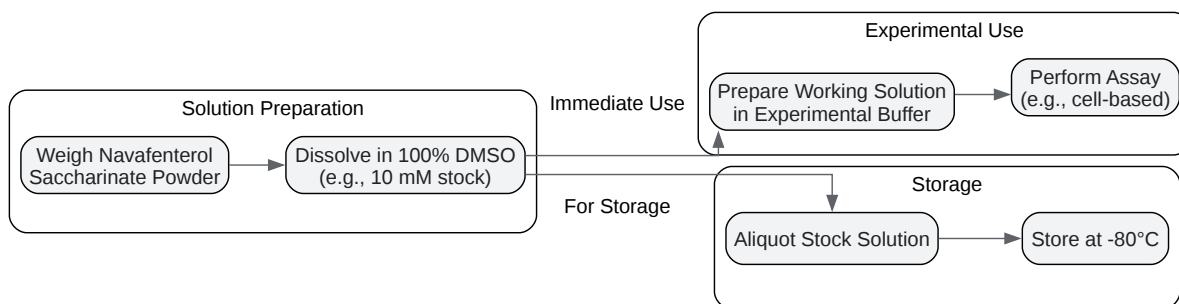 Solution Preparation
Weigh Navafenterol
Saccharinate Powder
Dissolve in 100% DMSO
(e.g., 10 mM stock)
Immediate Use
For Storage
Experimental Use
Prepare Working Solution
in Experimental Buffer
Perform Assay
(e.g., cell-based)
Storage
Aliquot Stock Solution
Store at -80°C